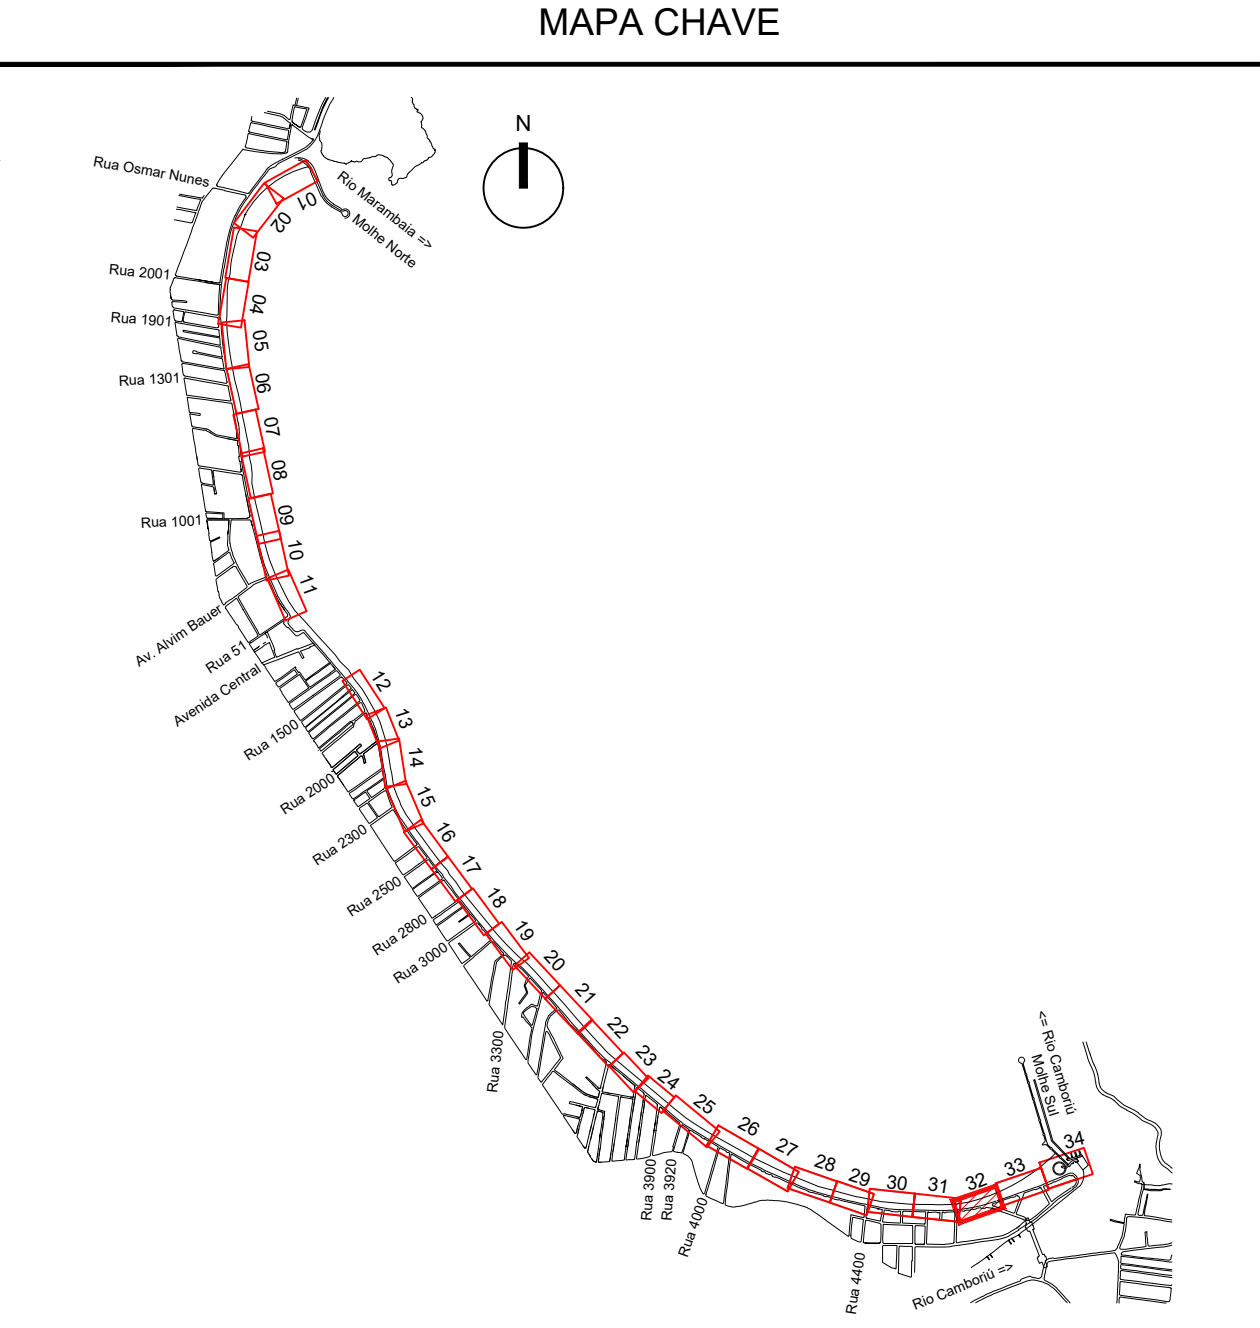 MAPA CHAVE
N
Rua Osmar Nunes
Rio Marambaia =>
Molhe Norte
01
02
03
Rua 2001
04
Rua 1901
05
Rua 1301
06
07
08
09
Rua 1001
10
11
Av. Alvim Bauer
Rua 51
Avenida Central
12
Rua 1500
13
14
Rua 2000
15
Rua 2300
16
17
Rua 2500
18
Rua 2800
19
Rua 3000
20
21
Rua 3300
22
23
24
25
26
27
28
29
30
31
32
33
34
<= Rio Camboriú
Molhe Sul
Rua 3900
Rua 3920
Rua 4000
Rua 4400
Rio Camboriú =>